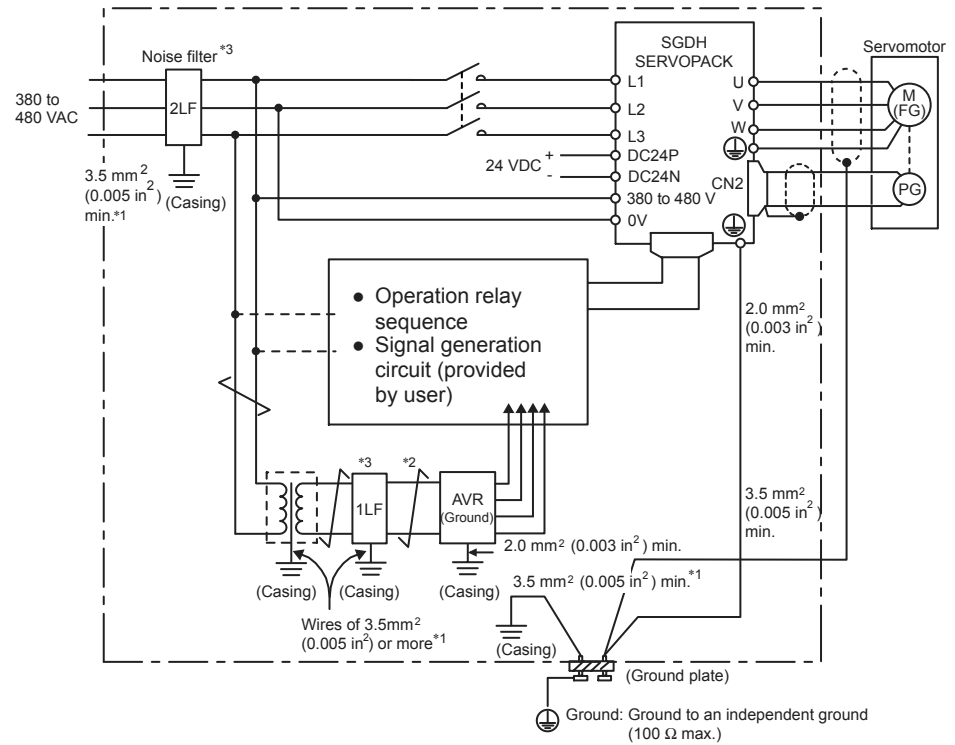 Noise filter*3
SGDH
SERVOPACK
Servomotor
380 to
480 VAC
2LF
L1
L2
L3
U
V
W
M
(FG)
24 VDC
+
-
DC24P
DC24N
CN2
PG
380 to 480 V
0V
3.5 mm²
(0.005 in²)
min.*1
(Casing)
• Operation relay
sequence
• Signal generation
circuit (provided
by user)
2.0 mm²
(0.003 in²)
min.
*3
*2
1LF
AVR
(Ground)
3.5 mm²
(0.005 in²)
min.
2.0 mm² (0.003 in²) min.
(Casing)
(Casing)
(Casing)
3.5 mm² (0.005 in²) min.*1
Wires of 3.5mm²
(0.005 in²) or more*1
(Casing)
(Ground plate)
Ground: Ground to an independent ground
(100 Ω max.)